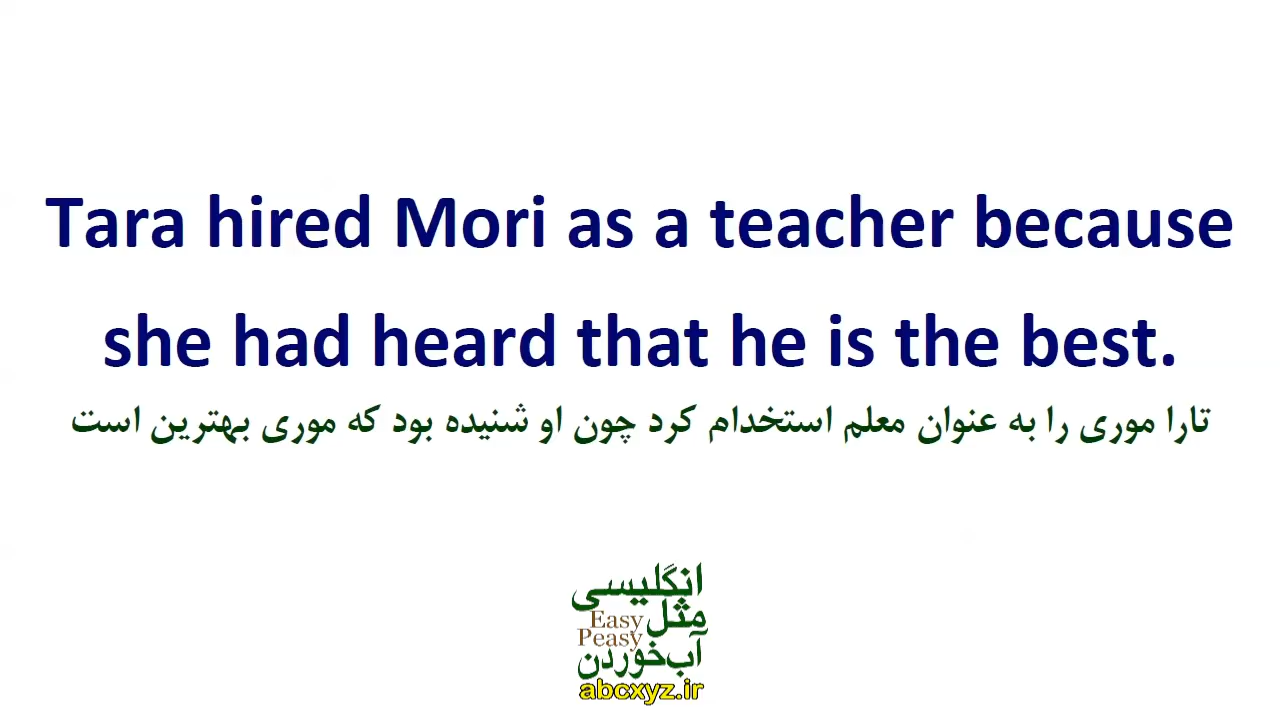 Tara hired Mori as a teacher because
she had heard that he is the best.
تارا موری را به عنوان معلم استخدام کرد چون او شنیده بود که موری بهترین است
انگلیسی
مثل
Easy
Peasy
آب‌خوردن
abcxyz.ir